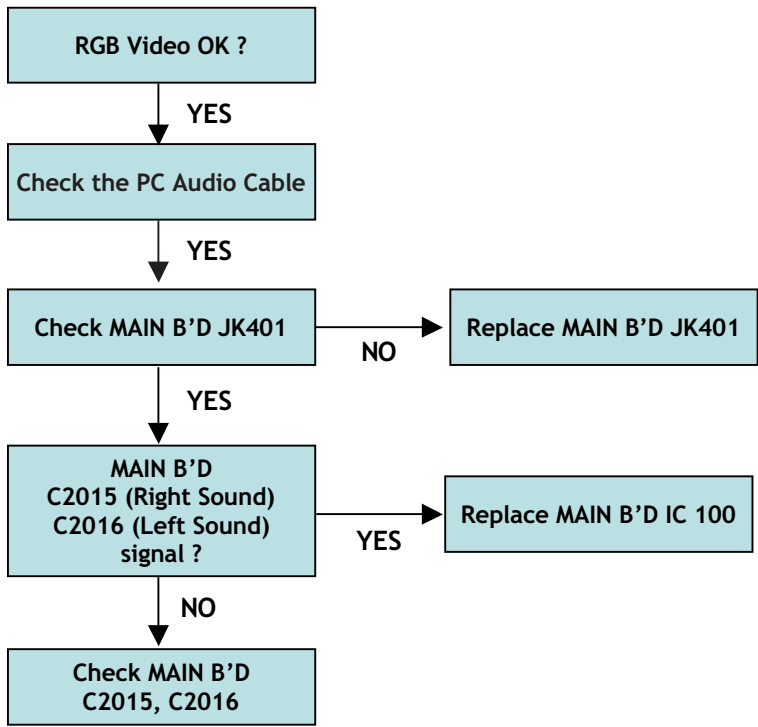 RGB Video OK ?
YES
Check the PC Audio Cable
YES
Check MAIN B’D JK401
NO
Replace MAIN B’D JK401
YES
MAIN B’D
C2015 (Right Sound)
C2016 (Left Sound)
signal ?
YES
Replace MAIN B’D IC 100
NO
Check MAIN B’D
C2015, C2016